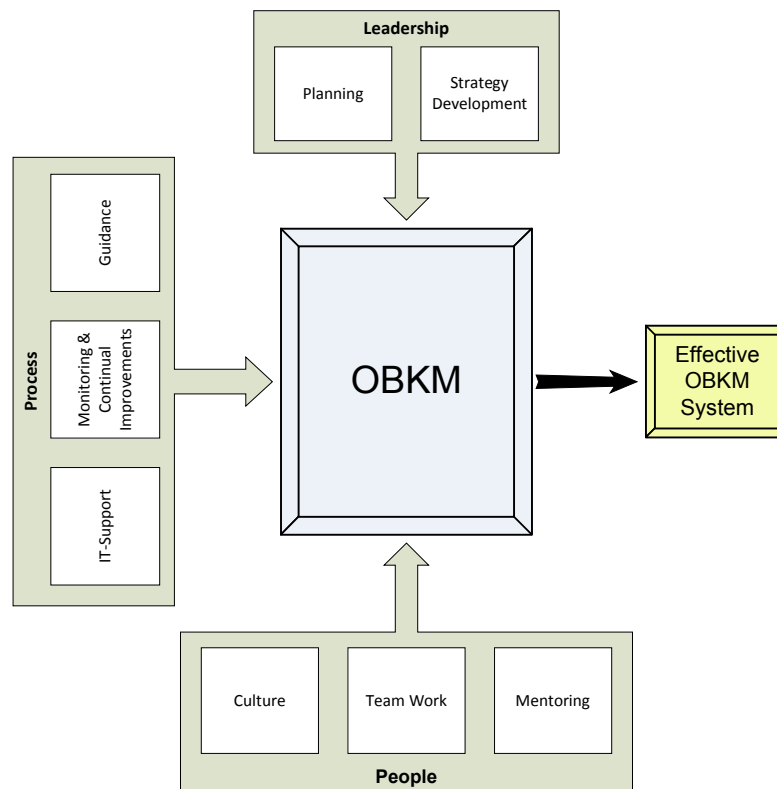 Leadership
Planning
Strategy
Development
Process
Guidance
Monitoring &
Continual
Improvements
IT-Support
OBKM
Effective
OBKM
System
Culture
Team Work
Mentoring
People